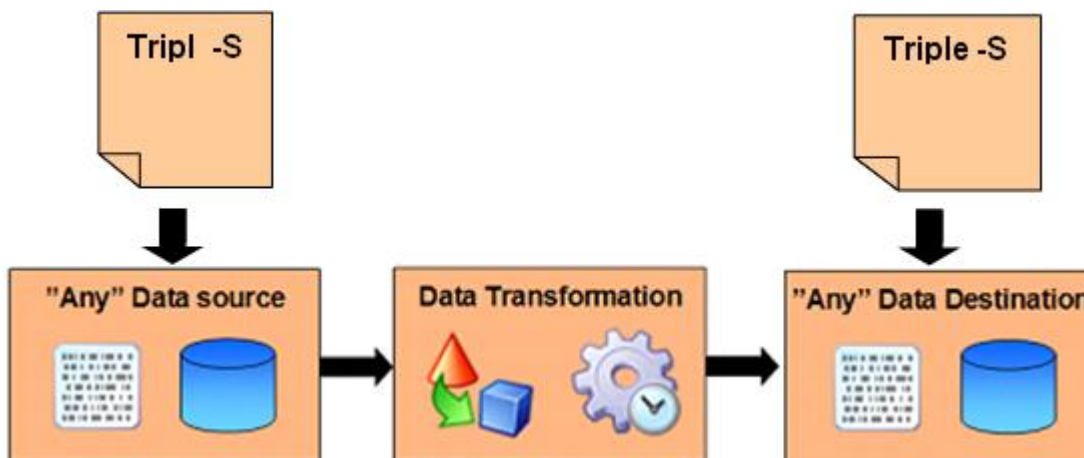 Tripl -S
Triple -S
”Any” Data source
Data Transformation
”Any” Data Destination